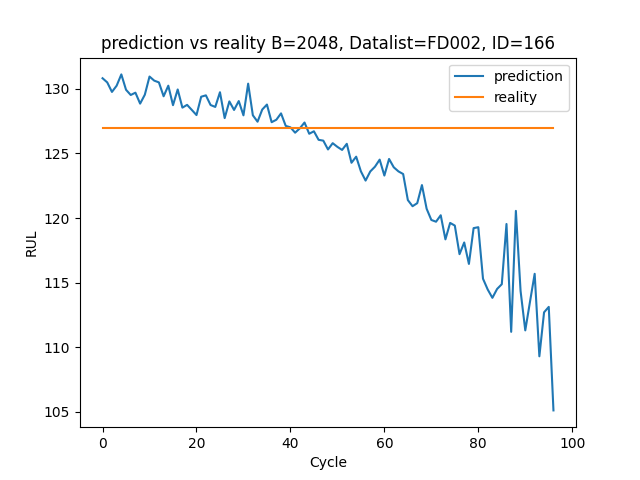 prediction vs reality B=2048, Datalist=FD002, ID=166
prediction
reality
RUL
130
125
120
115
110
105
0 20 40 60 80 100
Cycle